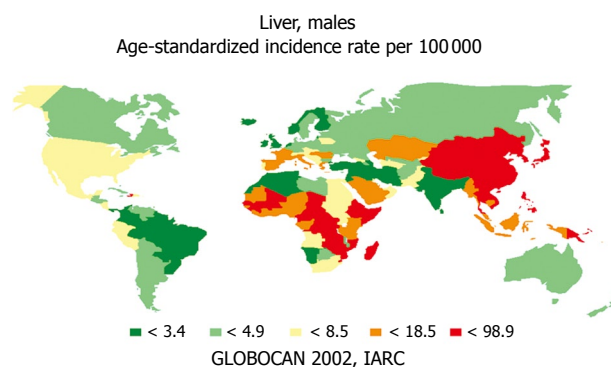 Liver, males
Age-standardized incidence rate per 100 000
< 3.4 < 4.9 < 8.5 < 18.5 < 98.9
GLOBOCAN 2002, IARC